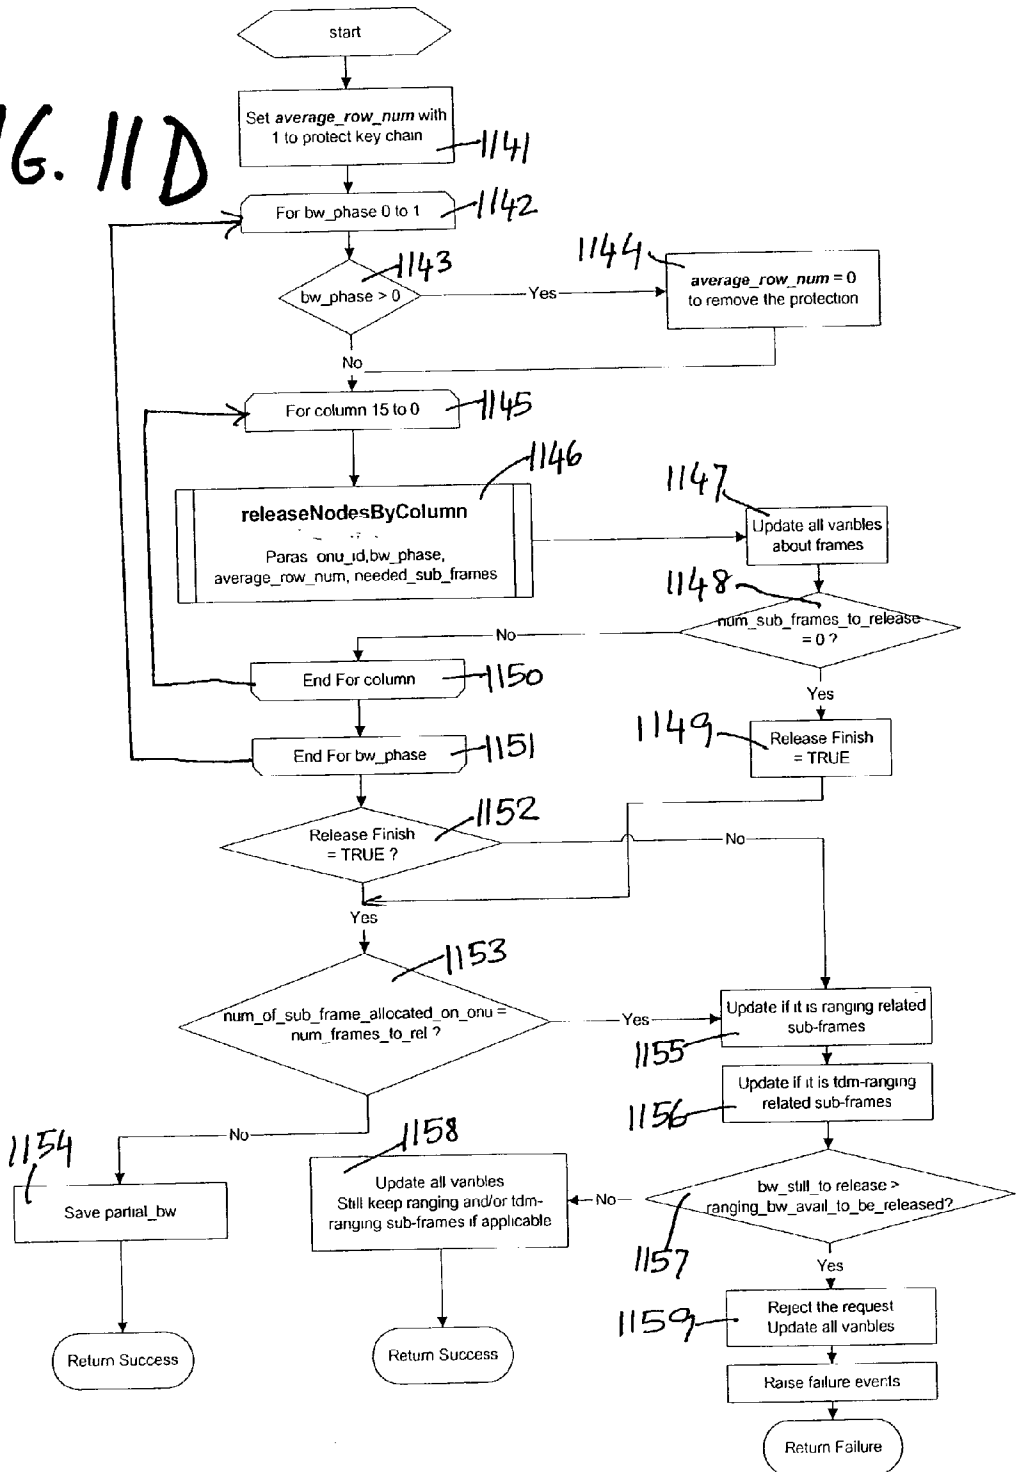 start
IG. 11D
Set average_row_num with
1 to protect key chain
1141
For bw_phase 0 to 1
1142
1143
bw_phase > 0
Yes
1144
average_row_num = 0
to remove the protection
No
For column 15 to 0
1145
1146
releaseNodesByColumn
Paras onu_id,bw_phase,
average_row_num, needed_sub_frames
1147
Update all vanbles
about frames
1148
num_sub_frames_to_release
= 0 ?
No
Yes
End For column
1150
1149
Release Finish
= TRUE
End For bw_phase
1151
1152
Release Finish
= TRUE ?
No
Yes
1153
num_of_sub_frame_allocated_on_onu =
num_frames_to_rel ?
Yes
Update if it is ranging related
sub-frames
1155
Update if it is tdm-ranging
related sub-frames
1156
No
1154
Save partial_bw
1158
Update all vanbles
Still keep ranging and/or tdm-
ranging sub-frames if applicable
No
bw_still_to release >
ranging_bw_avail_to_be_released?
1157
Yes
1159
Reject the request
Update all vanbles
Return Success
Return Success
Raise failure events
Return Failure